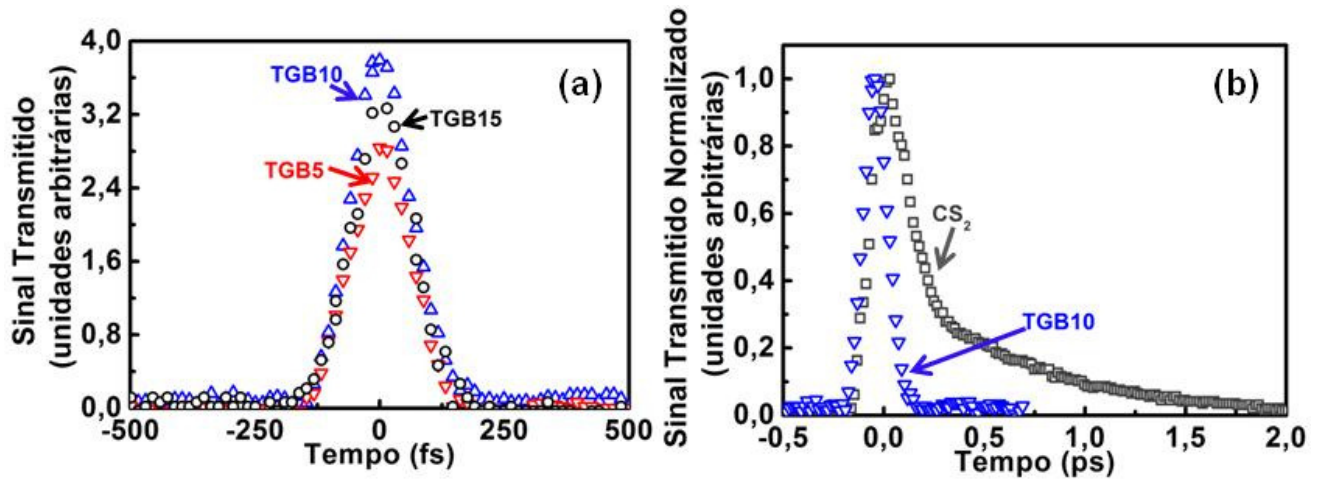 Sinal Transmitido
(unidades arbitrárias)
4,0
3,2
2,4
1,6
0,8
0,0
TGB10
TGB15
TGB5
(a)
-500
-250
0
250
500
Tempo (fs)
Sinal Transmitido Normalizado
(unidades abitrárias)
1,0
0,8
0,6
0,4
0,2
0,0
(b)
CS₂
TGB10
-0,5
0,0
0,5
1,0
1,5
2,0
Tempo (ps)